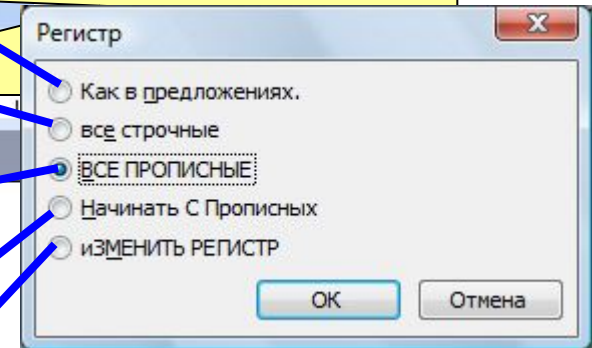 Регистр
Как в предложениях.
все строчные
ВСЕ ПРОПИСНЫЕ
Начинать С Прописных
иЗМЕНИТЬ РЕГИСТР
ОК
Отмена